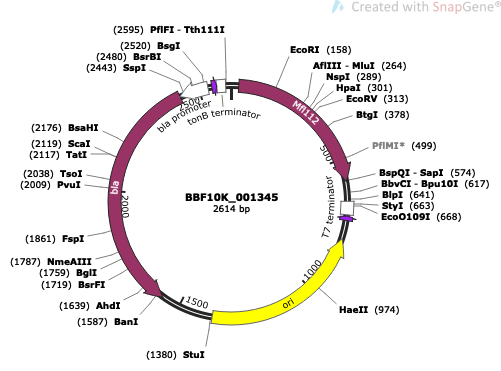 Created with SnapGene®
(2595) PflFI - Tth111I
(2520) BsgI
(2480) BsrBI
(2443) SspI
EcoRI (158)
AflIII - MluI (264)
NspI (289)
HpaI (301)
EcoRV (313)
BtgI (378)
PflMI* (499)
BspQI - SapI (574)
BbvCI - Bpu10I (617)
BlpI (641)
StyI (663)
EcoO109I (668)
HaeII (974)
(2176) BsaHI
(2119) ScaI
(2117) TatI
(2038) TsoI
(2009) PvuI
(1861) FspI
(1787) NmeAIII
(1759) BglI
(1719) BsrFI
(1639) AhdI
(1587) BanI
(1380) StuI
bla promoter
tonB terminator
Mfl112
T7 terminator
bla
ori
500
1000
1500
2000
2500
BBF10K_001345
2614 bp